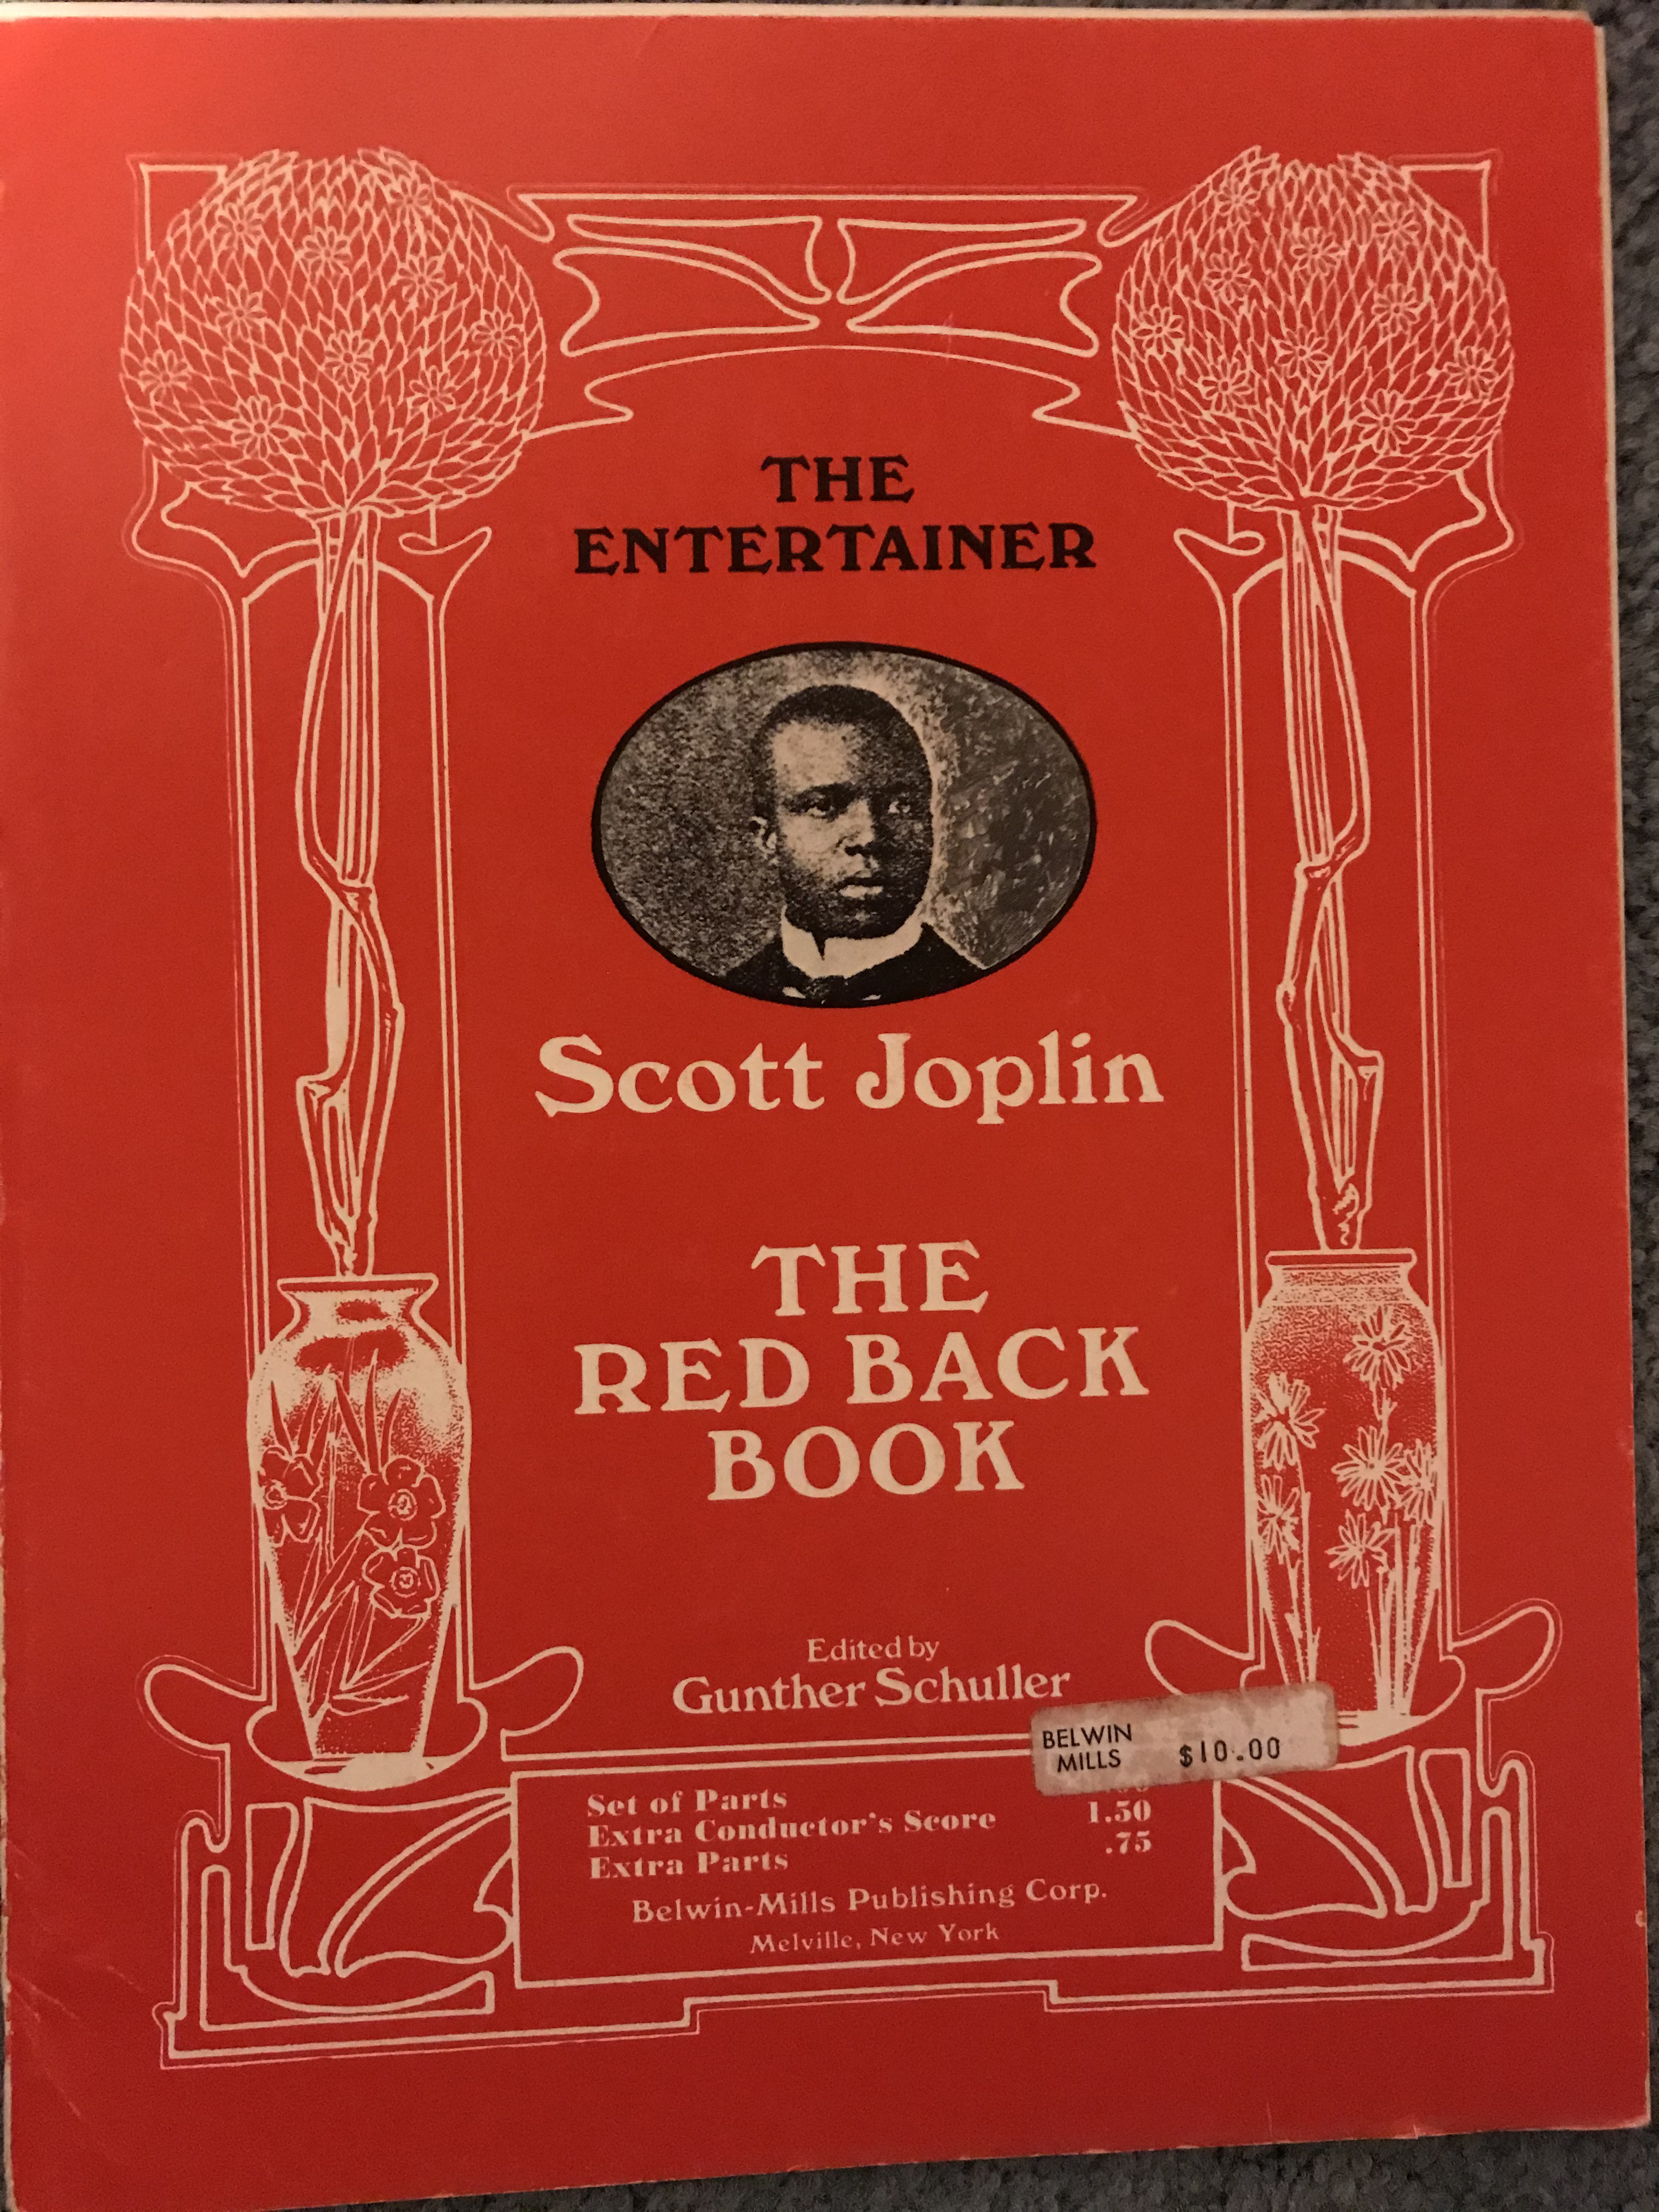 THE
ENTERTAINER
Scott Joplin
THE
RED BACK
BOOK
Edited by
Gunther Schuller
BELWIN
MILLS $10.00
Set of Parts
Extra Conductor's Score 1.50
Extra Parts .75
Belwin-Mills Publishing Corp.
Melville, New York